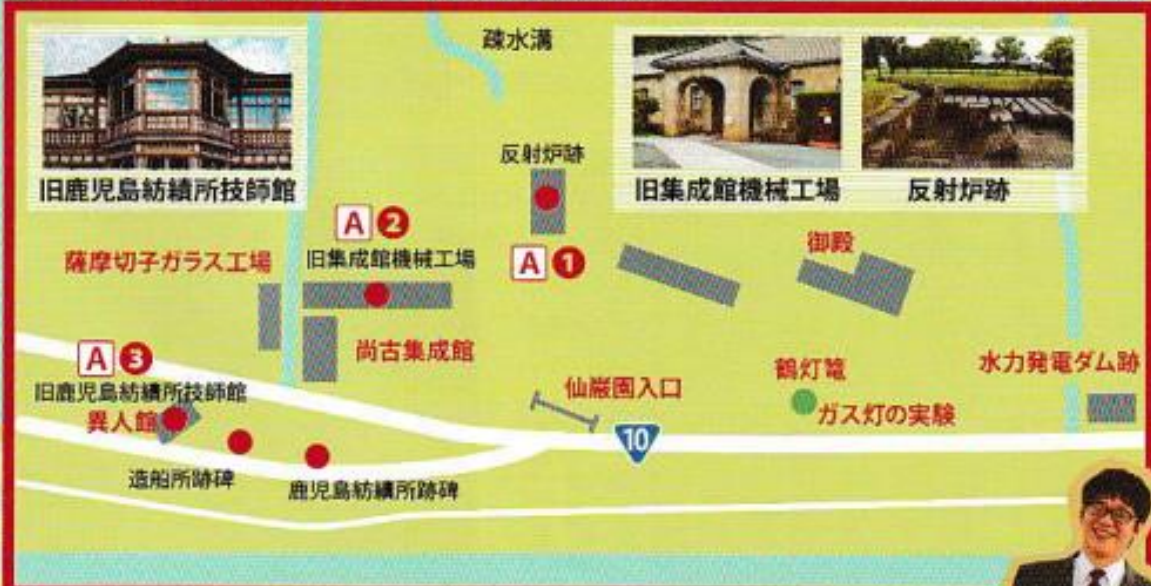 疎水溝
旧鹿児島紡績所技師館
旧集成館機械工場
反射炉跡
反射炉跡
A 1
A 2
旧集成館機械工場
御殿
薩摩切子ガラス工場
尚古集成館
A 3
旧鹿児島紡績所技師館
異人館
造船所跡碑
鹿児島紡績所跡碑
仙巌園入口
10
鶴灯篭
ガス灯の実験
水力発電ダム跡